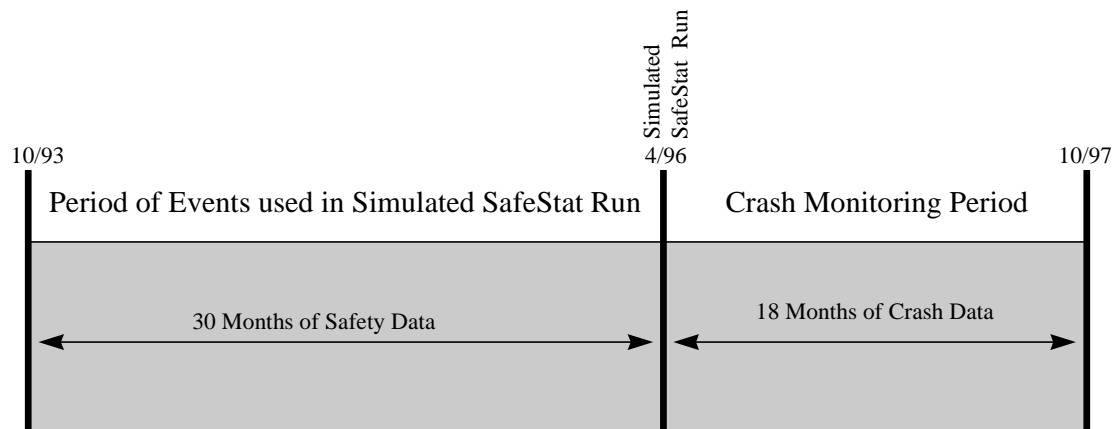 Simulated
SafeStat Run
10/93
4/96
10/97
Period of Events used in Simulated SafeStat Run
Crash Monitoring Period
30 Months of Safety Data
18 Months of Crash Data